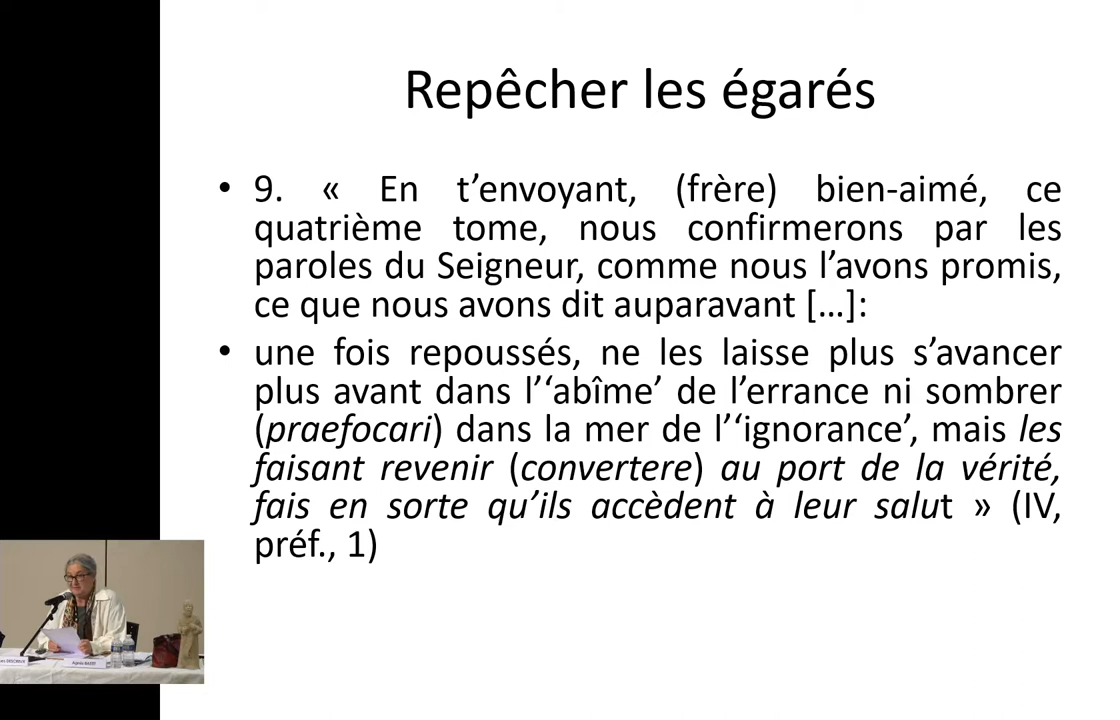 Repêcher les égarés
• 9. « En t’envoyant, (frère) bien-aimé, ce
quatrième tome, nous confirmerons par les
paroles du Seigneur, comme nous l’avons promis,
ce que nous avons dit auparavant […]:
• une fois repoussés, ne les laisse plus s’avancer
plus avant dans l’‘abîme’ de l’errance ni sombrer
(praefocari) dans la mer de l’‘ignorance’, mais les
faisant revenir (convertere) au port de la vérité,
fais en sorte qu’ils accèdent à leur salut » (IV,
préf., 1)